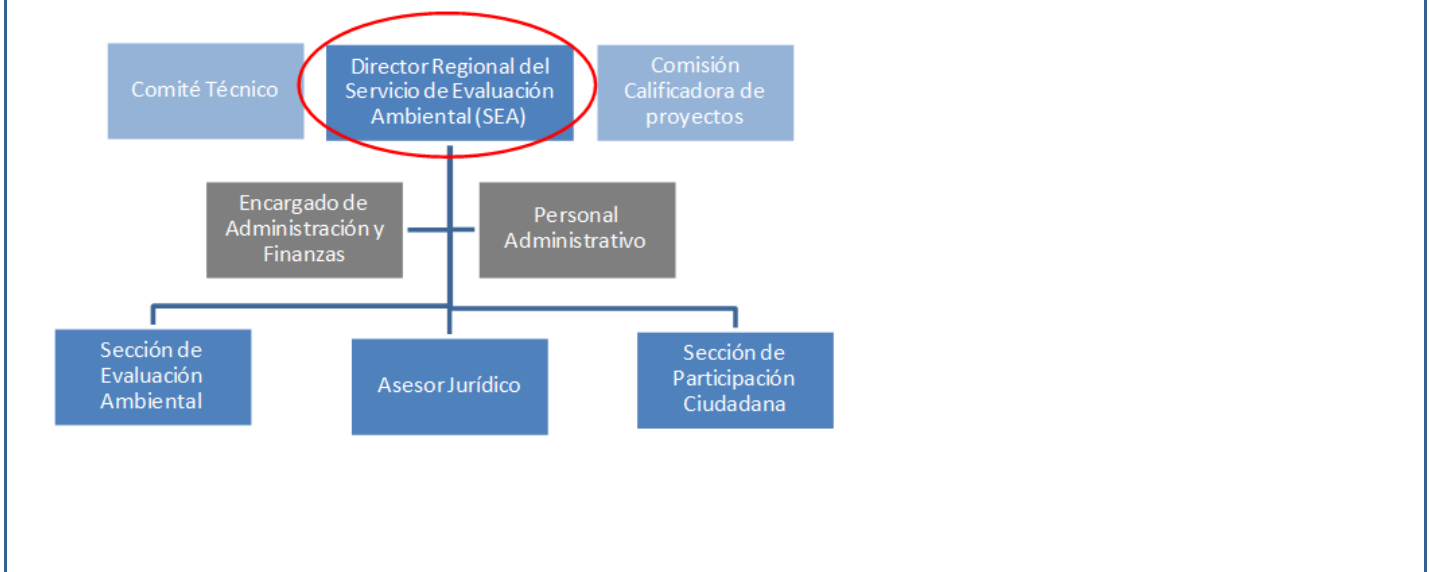 Comité Técnico
Director Regional del
Servicio de Evaluación
Ambiental (SEA)
Comisión
Calificadora de
proyectos
Encargado de
Administración y
Finanzas
Personal
Administrativo
Sección de
Evaluación
Ambiental
Asesor Jurídico
Sección de
Participación
Ciudadana